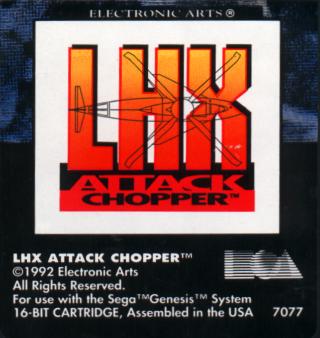 ELECTRONIC ARTS®
LHX
ATTACK
CHOPPER™
LHX ATTACK CHOPPER™
©1992 Electronic Arts
All Rights Reserved.
For use with the Sega™Genesis™ System
16-BIT CARTRIDGE, Assembled in the USA 7077
EA